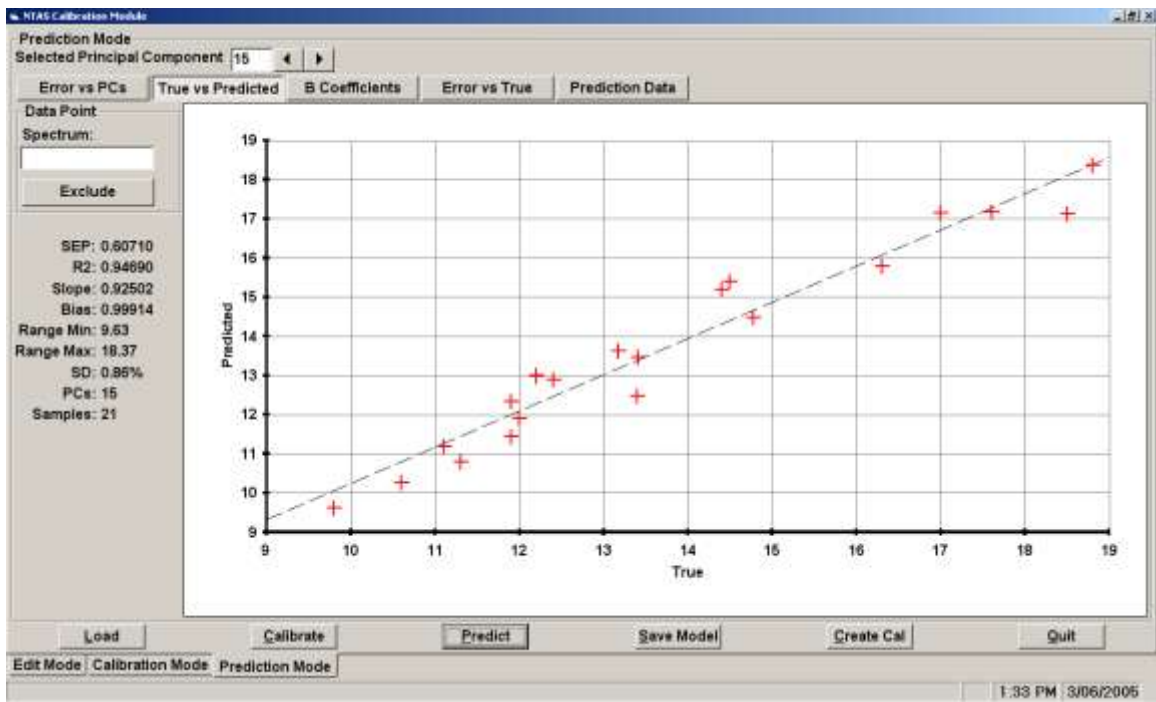 NTAS Calibration Module
Prediction Mode
Selected Principal Component 15
Error vs PCs True vs Predicted B Coefficients Error vs True Prediction Data
Data Point
Spectrum:
Exclude
SEP: 0.60710
R2: 0.94690
Slope: 0.92502
Bias: 0.99914
Range Min: 9.63
Range Max: 18.37
SD: 0.86%
PCs: 15
Samples: 21
19
18
17
16
15
14
13
12
11
10
9
Predicted
9 10 11 12 13 14 15 16 17 18 19
True
Load Calibrate Predict Save Model Create Cal Quit
Edit Mode Calibration Mode Prediction Mode
1:33 PM 3/06/2005